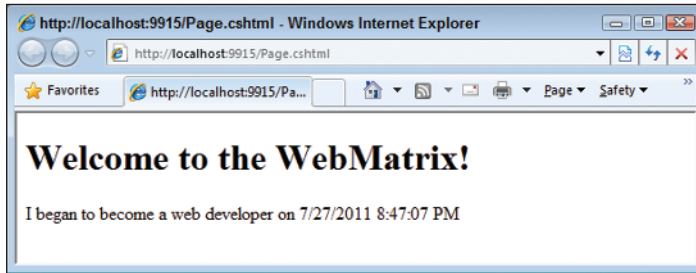 http://localhost:9915/Page.cshtml - Windows Internet Explorer
http://localhost:9915/Page.cshtml
Favorites http://localhost:9915/Pa... Page Safety »
Welcome to the WebMatrix!
I began to become a web developer on 7/27/2011 8:47:07 PM